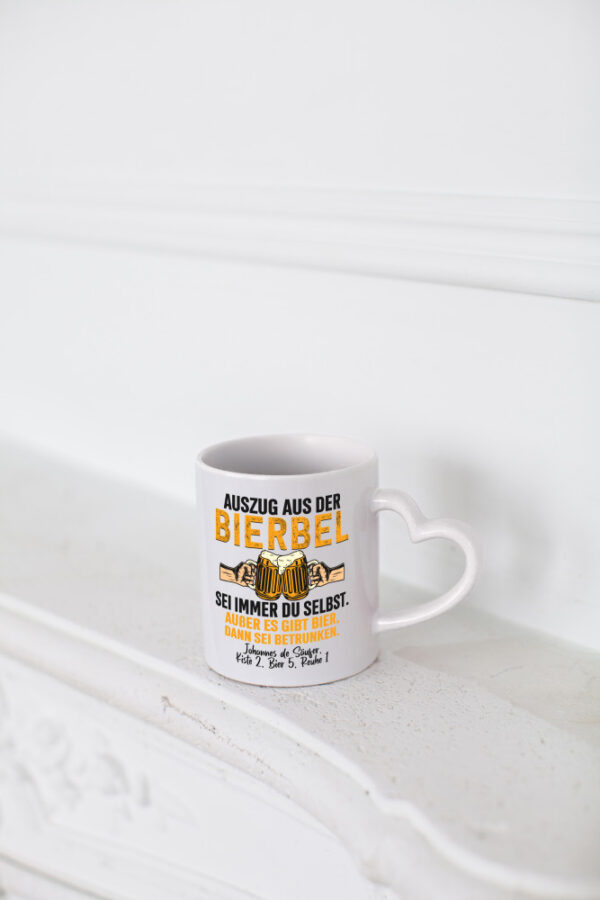 AUSZUG AUS DER
BIERBEL
SEI IMMER DU SELBST.
AUßER ES GIBT BIER,
DANN SEI BETRUNKEN.
Johannes de Säufer,
Kiste 2, Bier 5, Reuhe 1